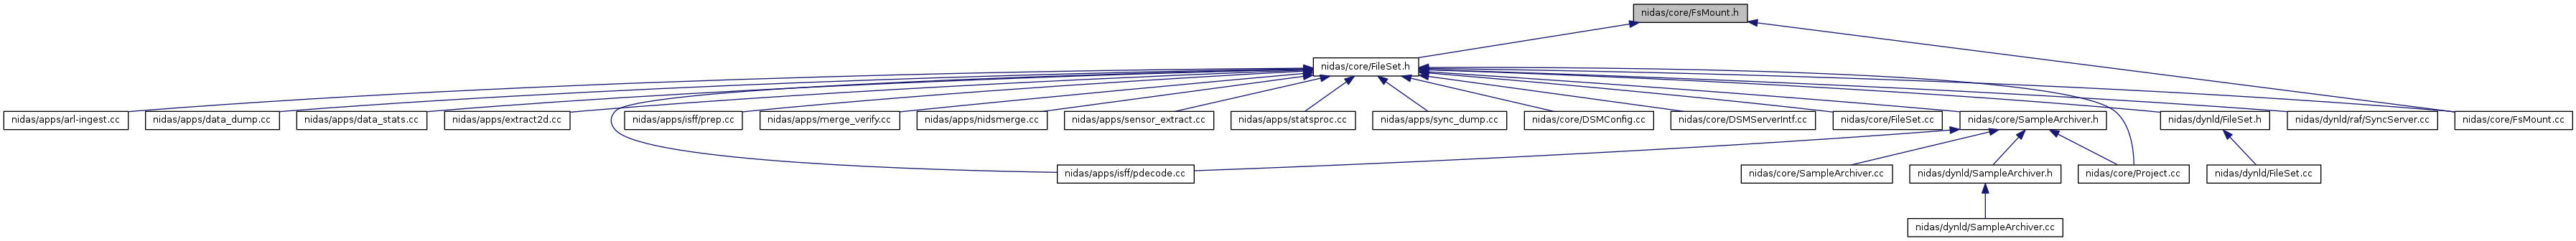 nidas/core/FsMount.h
nidas/core/FileSet.h
nidas/apps/arl-ingest.cc
nidas/apps/data_dump.cc
nidas/apps/data_stats.cc
nidas/apps/extract2d.cc
nidas/apps/isff/prep.cc
nidas/apps/merge_verify.cc
nidas/apps/nidsmerge.cc
nidas/apps/sensor_extract.cc
nidas/apps/statsproc.cc
nidas/apps/sync_dump.cc
nidas/core/DSMConfig.cc
nidas/core/DSMServerIntf.cc
nidas/core/FileSet.cc
nidas/core/SampleArchiver.h
nidas/dynld/FileSet.h
nidas/dynld/raf/SyncServer.cc
nidas/core/FsMount.cc
nidas/apps/isff/pdecode.cc
nidas/core/SampleArchiver.cc
nidas/dynld/SampleArchiver.h
nidas/core/Project.cc
nidas/dynld/FileSet.cc
nidas/dynld/SampleArchiver.cc